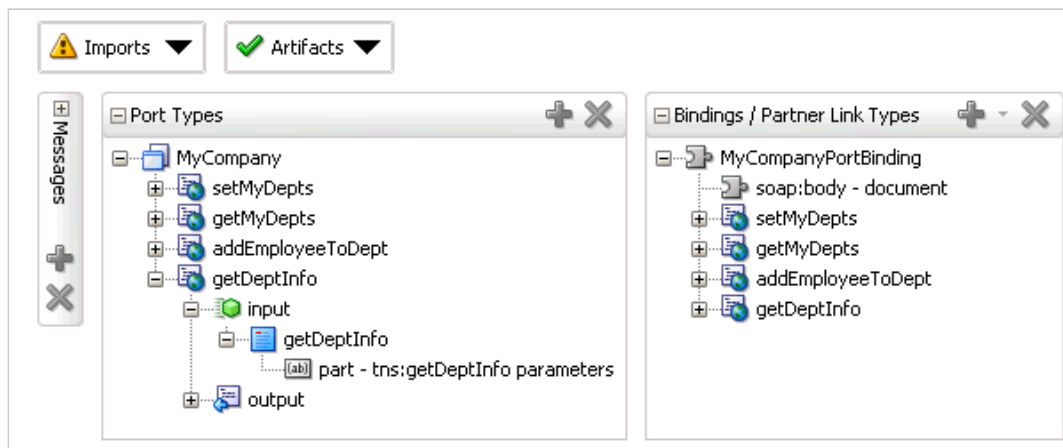 Imports Artifacts
Messages
Port Types
MyCompany
setMyDepts
getMyDepts
addEmployeeToDept
getDeptInfo
input
getDeptInfo
(ab) part - tns:getDeptInfo parameters
output
Bindings / Partner Link Types
MyCompanyPortBinding
soap:body - document
setMyDepts
getMyDepts
addEmployeeToDept
getDeptInfo